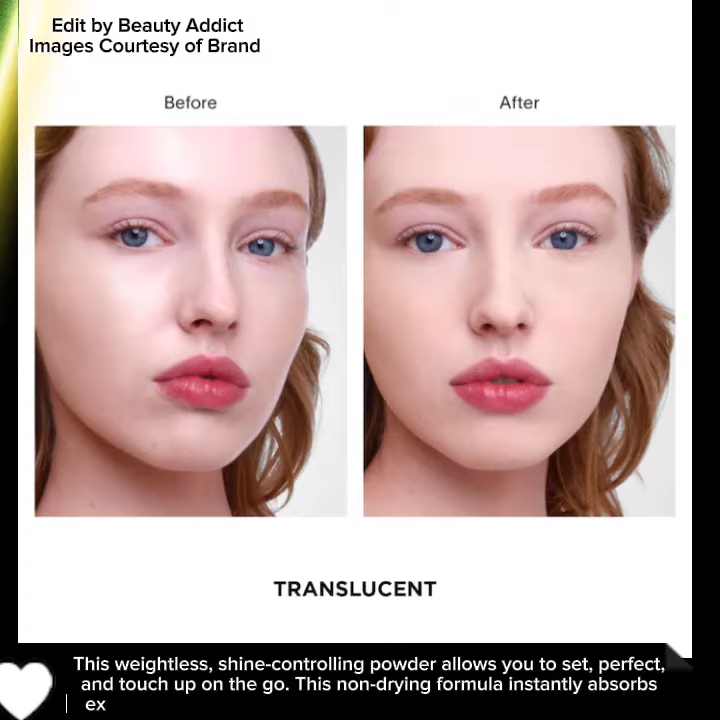 Edit by Beauty Addict
Images Courtesy of Brand
Before
After
TRANSLUCENT
This weightless, shine-controlling powder allows you to set, perfect,
and touch up on the go. This non-drying formula instantly absorbs
ex